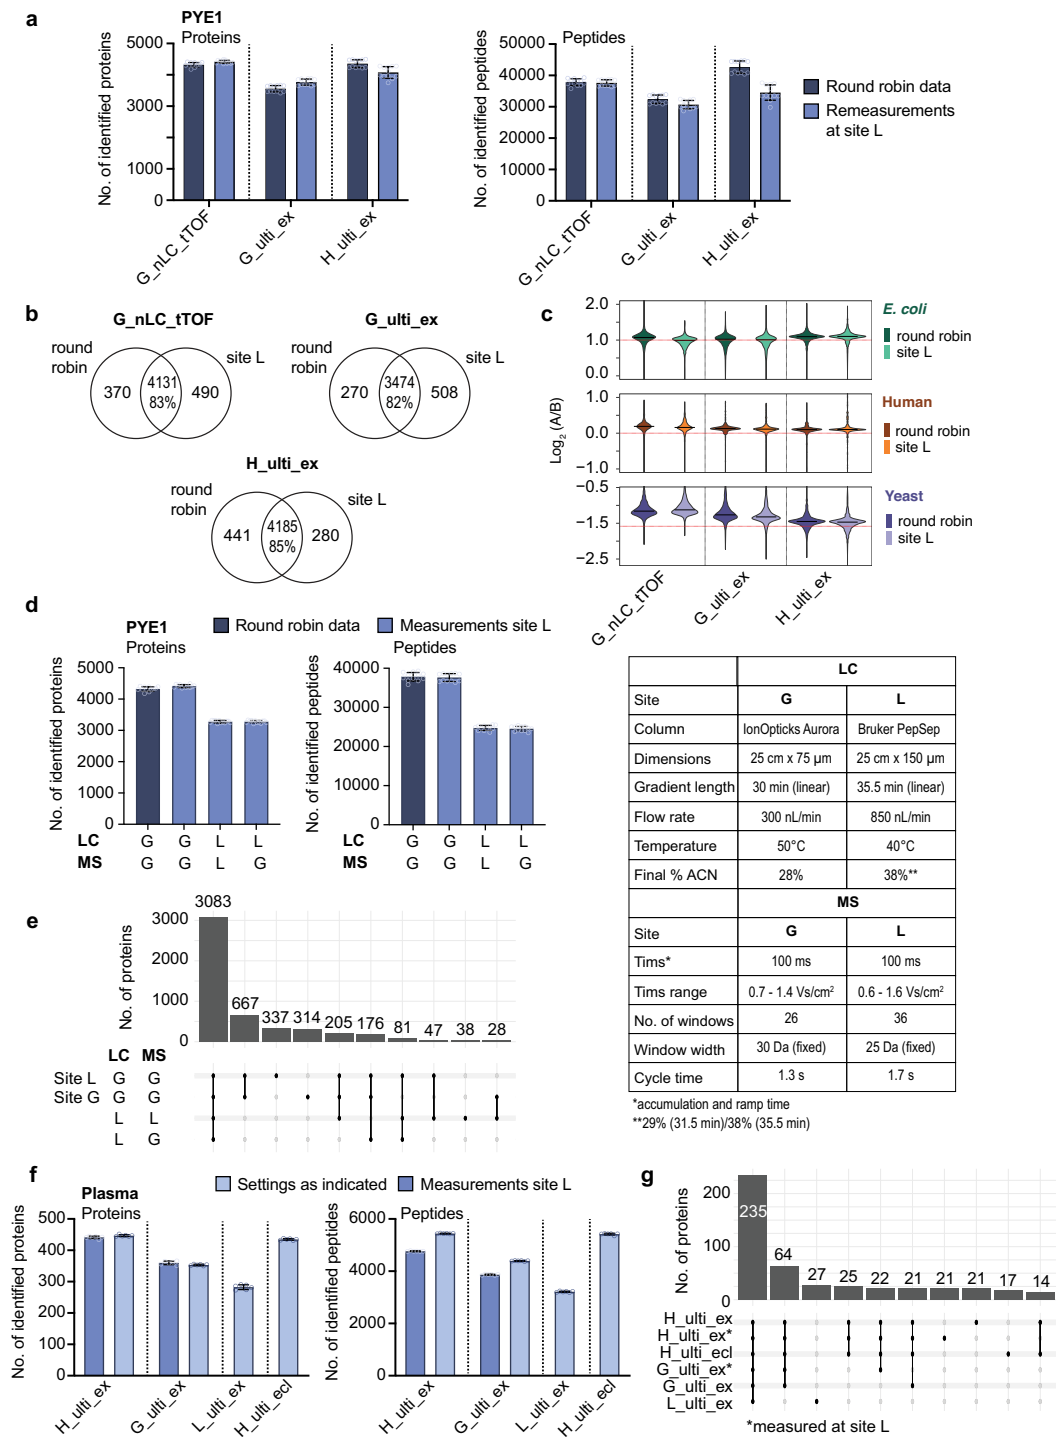 a
PYE1
Proteins
No. of identified proteins
5000
3000
1000
0
G_nLC_tTOF
G_ulti_ex
H_ulti_ex
Peptides
No. of identified peptides
50000
40000
30000
20000
10000
0
G_nLC_tTOF
G_ulti_ex
H_ulti_ex
Round robin data
Remeasurements
at site L
b
G_nLC_tTOF
round
robin
site L
370
4131
83%
490
G_ulti_ex
round
robin
site L
270
3474
82%
508
H_ulti_ex
round
robin
site L
441
4185
85%
280
c
Log2 (A/B)
2.0
1.0
0.0
1.0
0.0
−1.0
−0.5
−1.5
−2.5
G_nLC_tTOF
G_ulti_ex
H_ulti_ex
E. coli
round robin
site L
Human
round robin
site L
Yeast
round robin
site L
d
PYE1
Proteins
Round robin data
Measurements site L
No. of identified proteins
5000
4000
3000
2000
1000
0
LC G G L L
MS G G L G
Peptides
No. of identified peptides
40000
30000
20000
10000
0
G G L L
G G L G
LC
Site G L
Column IonOpticks Aurora Bruker PepSep
Dimensions 25 cm x 75 µm 25 cm x 150 µm
Gradient length 30 min (linear) 35.5 min (linear)
Flow rate 300 nL/min 850 nL/min
Temperature 50°C 40°C
Final % ACN 28% 38%**
MS
Site G L
Tims* 100 ms 100 ms
Tims range 0.7 - 1.4 Vs/cm² 0.6 - 1.6 Vs/cm²
No. of windows 26 36
Window width 30 Da (fixed) 25 Da (fixed)
Cycle time 1.3 s 1.7 s
*accumulation and ramp time
**29% (31.5 min)/38% (35.5 min)
e
No. of proteins
3000
2000
1000
0
3083 667 337 314 205 176 81 47 38 28
LC MS
Site L G G
Site G G G
L L
L G
f
Plasma
Proteins
Settings as indicated
Measurements site L
No. of identified proteins
500
400
300
200
100
0
H_ulti_ex
G_ulti_ex
L_ulti_ex
H_ulti_ecl
Peptides
No. of identified peptides
6000
4000
2000
0
H_ulti_ex
G_ulti_ex
L_ulti_ex
H_ulti_ecl
g
No. of proteins
200
100
0
235 64 27 25 22 21 21 21 17 14
H_ulti_ex
H_ulti_ex*
H_ulti_ecl
G_ulti_ex*
G_ulti_ex
L_ulti_ex
*measured at site L